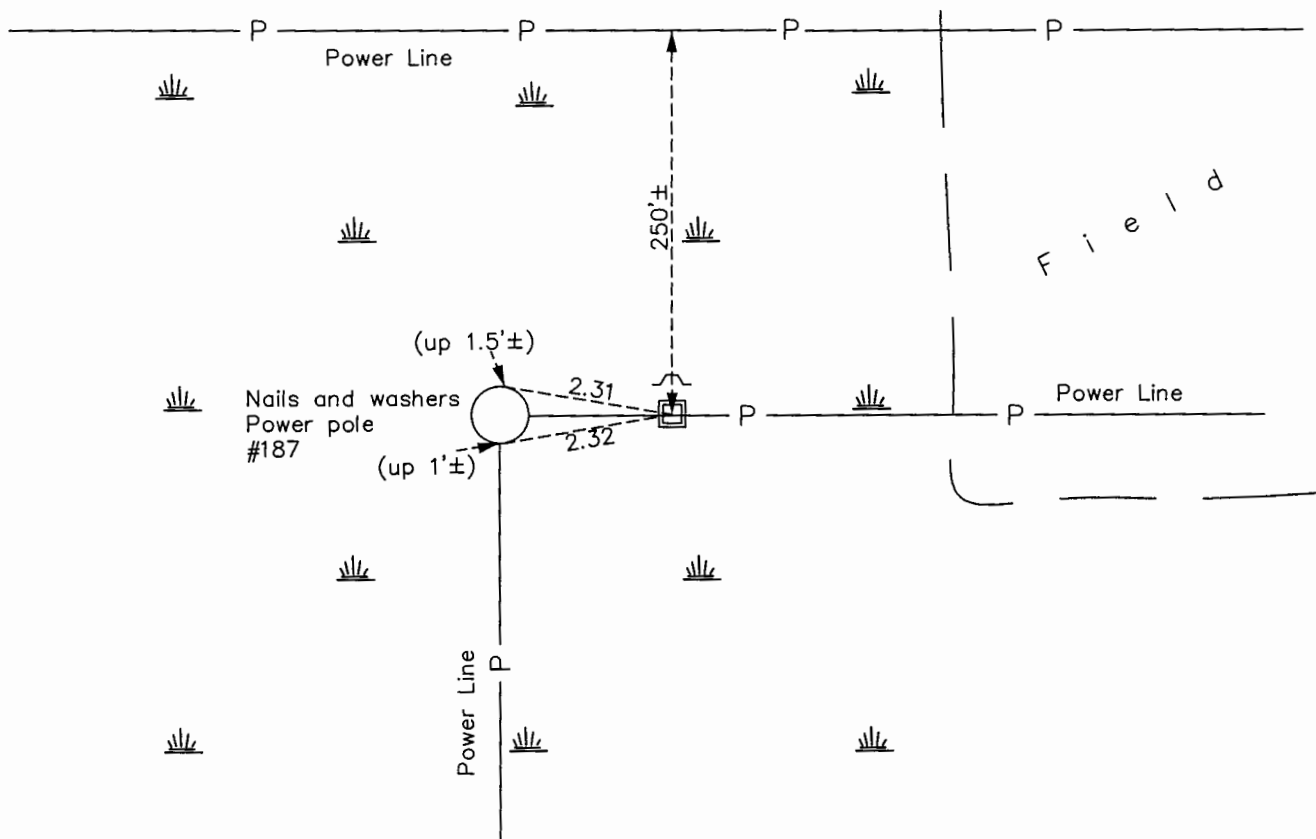 P P P P
Power Line
250'±
Field
(up 1.5'±)
2.31
Nails and washers
Power pole
#187
P P
Power Line
2.32
(up 1'±)
Power Line
P